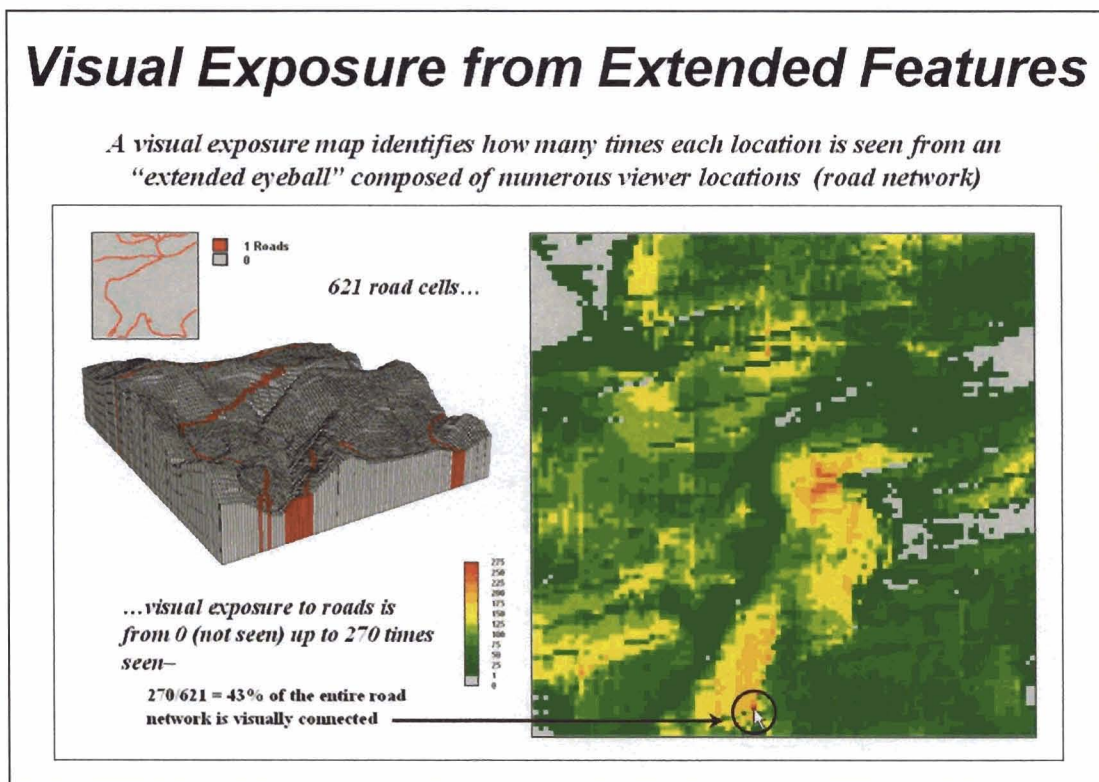 Visual Exposure from Extended Features
A visual exposure map identifies how many times each location is seen from an
“extended eyeball” composed of numerous viewer locations (road network)
1 Roads
0
621 road cells…
…visual exposure to roads is
from 0 (not seen) up to 270 times
seen–
270/621 = 43% of the entire road
network is visually connected
275
250
225
200
175
150
125
100
75
50
25
1
0